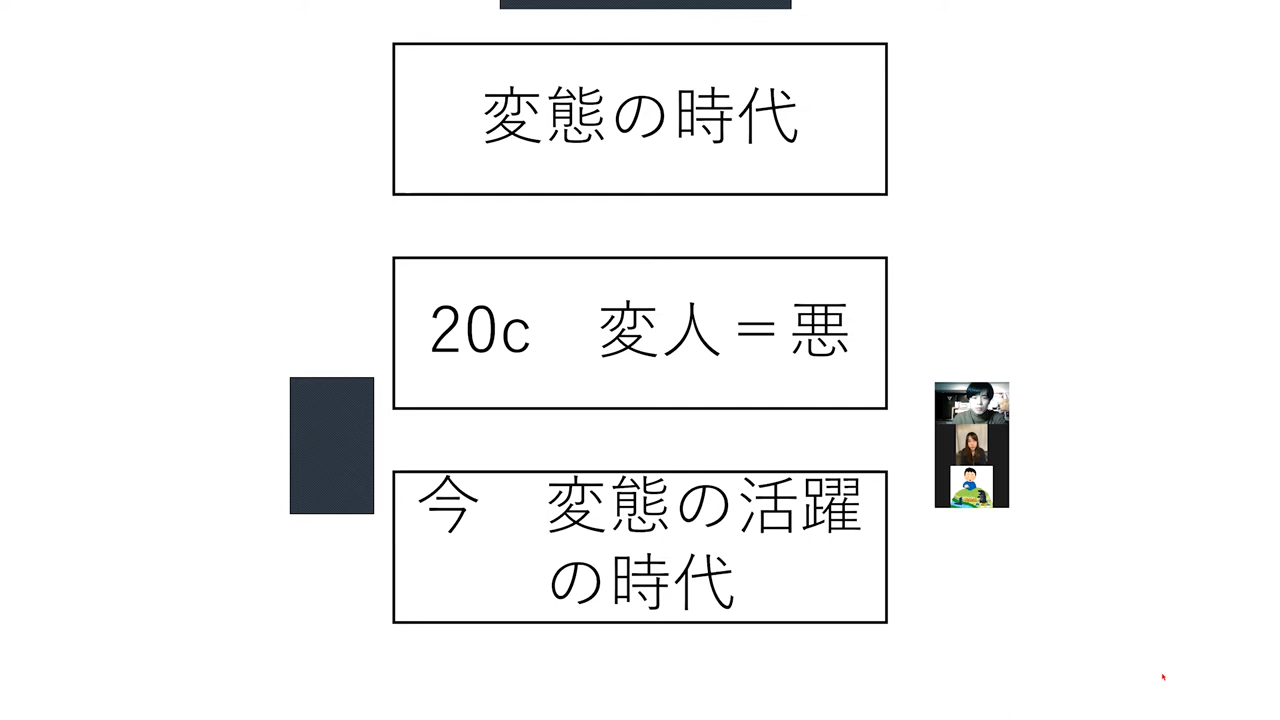 変態の時代
20c　変人＝悪
今　変態の活躍
の時代